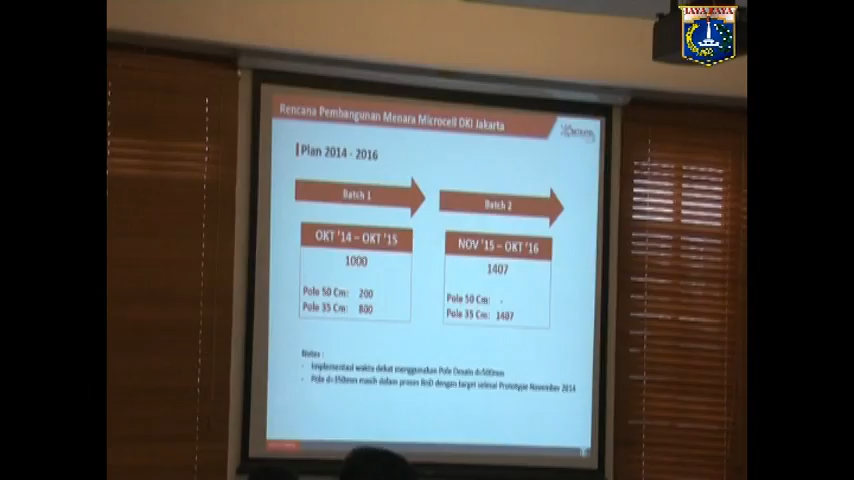 JAYA RAYA
Rencana Pembangunan Menara Microcell DKI Jakarta
Plan 2014 - 2016
Batch 1
Batch 2
OKT '14 – OKT '15
NOV '15 – OKT '16
1000
1407
Pole 50 Cm: 200
Pole 35 Cm: 800
Pole 50 Cm: -
Pole 35 Cm: 1407
Notes :
- Implementasi waktu dekat menggunakan Pole Desain d=500mm
- Pole d=350mm masih dalam proses RnD dengan target selesai Prototype November 2014